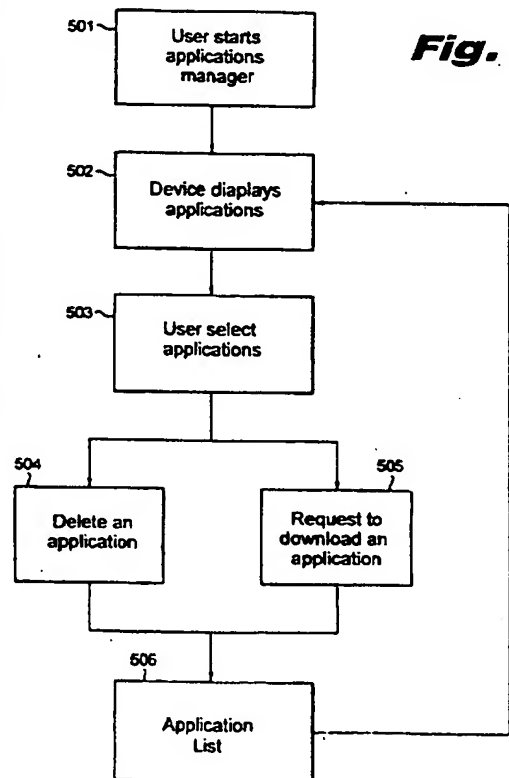 501
User starts
applications
manager
Fig.
502
Device diaplays
applications
503
User select
applications
504
Delete an
application
505
Request to
download an
application
506
Application
List